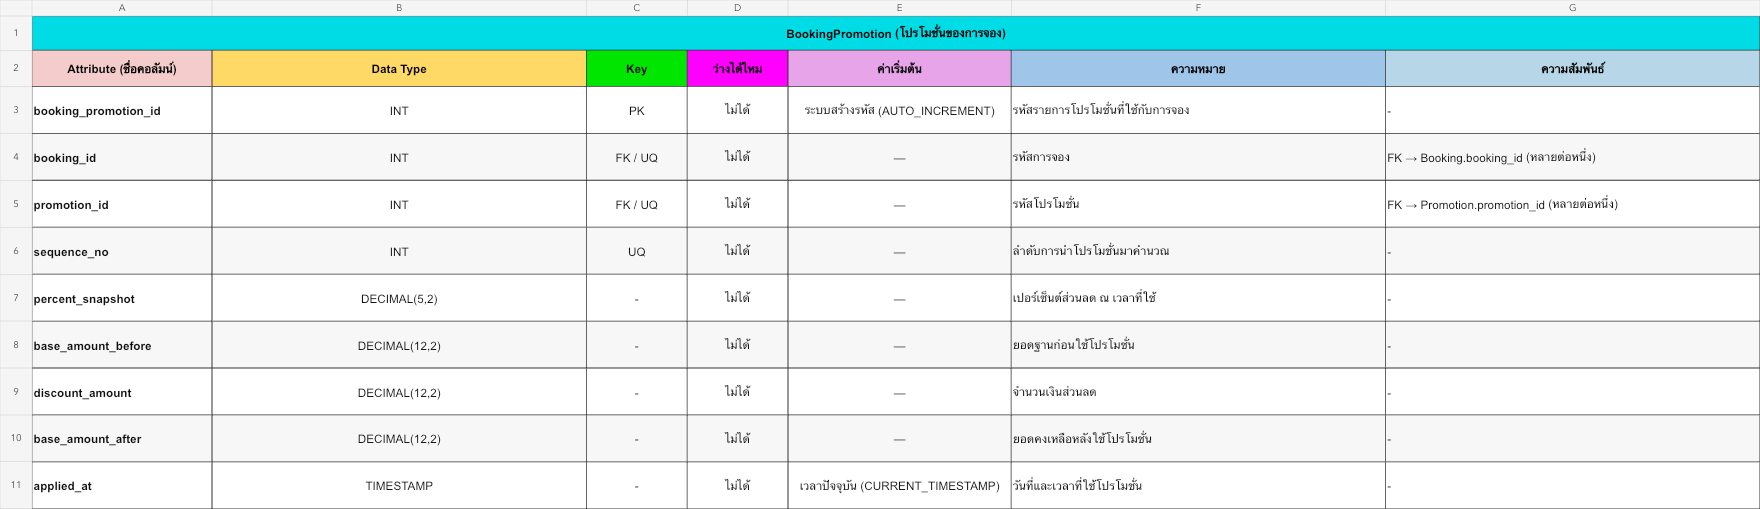 A B C D E F G
1 BookingPromotion (โปรโมชั่นของการจอง)
2 Attribute (ชื่อคอลัมน์) Data Type Key ว่างได้ไหม ค่าเริ่มต้น ความหมาย ความสัมพันธ์
3 booking_promotion_id INT PK ไม่ได้ ระบบสร้างรหัส (AUTO_INCREMENT) รหัสรายการโปรโมชั่นที่ใช้กับการจอง -
4 booking_id INT FK / UQ ไม่ได้ — รหัสการจอง FK → Booking.booking_id (หลายต่อหนึ่ง)
5 promotion_id INT FK / UQ ไม่ได้ — รหัสโปรโมชั่น FK → Promotion.promotion_id (หลายต่อหนึ่ง)
6 sequence_no INT UQ ไม่ได้ — ลำดับการนำโปรโมชั่นมาคำนวณ -
7 percent_snapshot DECIMAL(5,2) - ไม่ได้ — เปอร์เซ็นต์ส่วนลด ณ เวลาที่ใช้ -
8 base_amount_before DECIMAL(12,2) - ไม่ได้ — ยอดฐานก่อนใช้โปรโมชั่น -
9 discount_amount DECIMAL(12,2) - ไม่ได้ — จำนวนเงินส่วนลด -
10 base_amount_after DECIMAL(12,2) - ไม่ได้ — ยอดคงเหลือหลังใช้โปรโมชั่น -
11 applied_at TIMESTAMP - ไม่ได้ เวลาปัจจุบัน (CURRENT_TIMESTAMP) วันที่และเวลาที่ใช้โปรโมชั่น -